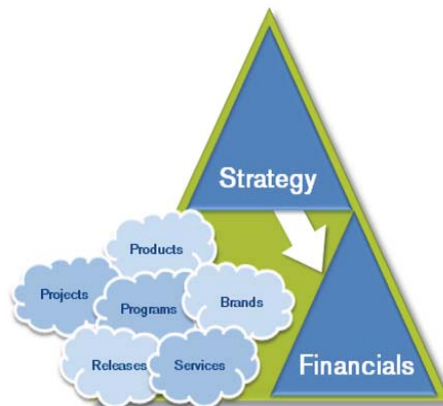 Strategy
Products
Projects
Programs
Brands
Releases
Services
Financials